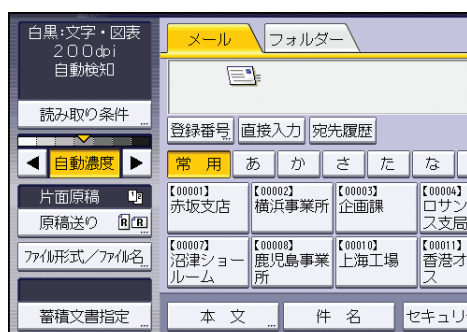 白黒:文字・図表
200dpi
自動検知
読み取り条件
自動濃度
片面原稿
原稿送り
ファイル形式/ファイル名
蓄積文書指定
メール
フォルダー
登録番号 直接入力 宛先履歴
常用 あ か さ た な
【00001】 【00002】 【00003】 【00004】
赤坂支店 横浜事業所 企画課 ロサン
ス支局
【00007】 【00008】 【00010】 【00011】
沼津ショー 鹿児島事業 上海工場 香港オ
ルーム 所 ス
本文 件名 セキュリ